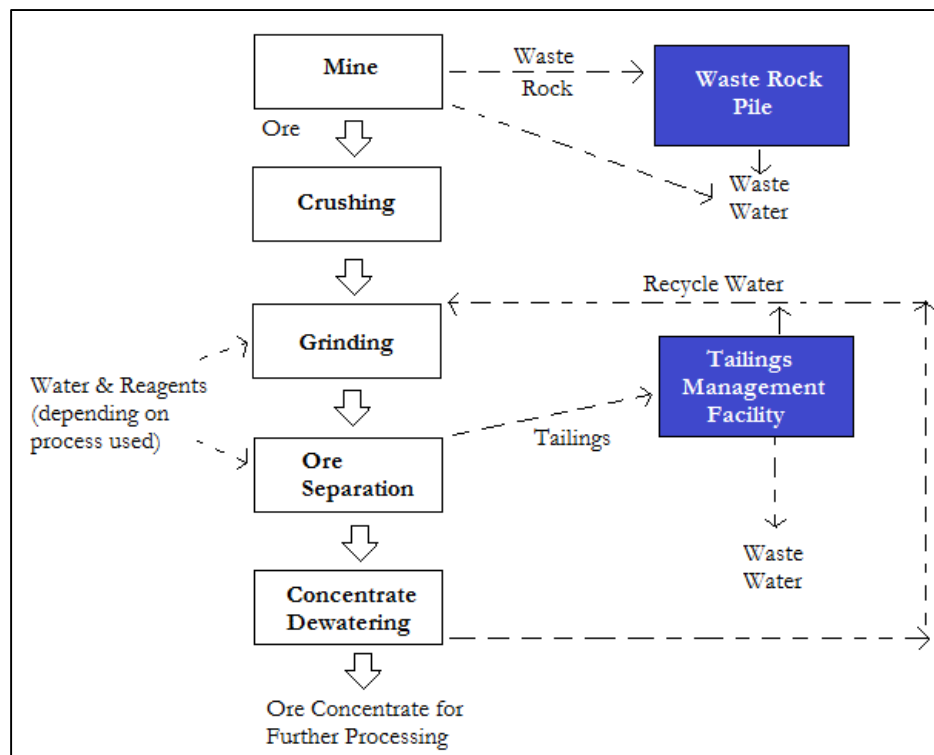 Mine
Waste
Rock
Waste Rock
Pile
Ore
Waste
Water
Crushing
Recycle Water
Grinding
Tailings
Management
Facility
Water & Reagents
(depending on
process used)
Tailings
Ore
Separation
Waste
Water
Concentrate
Dewatering
Ore Concentrate for
Further Processing